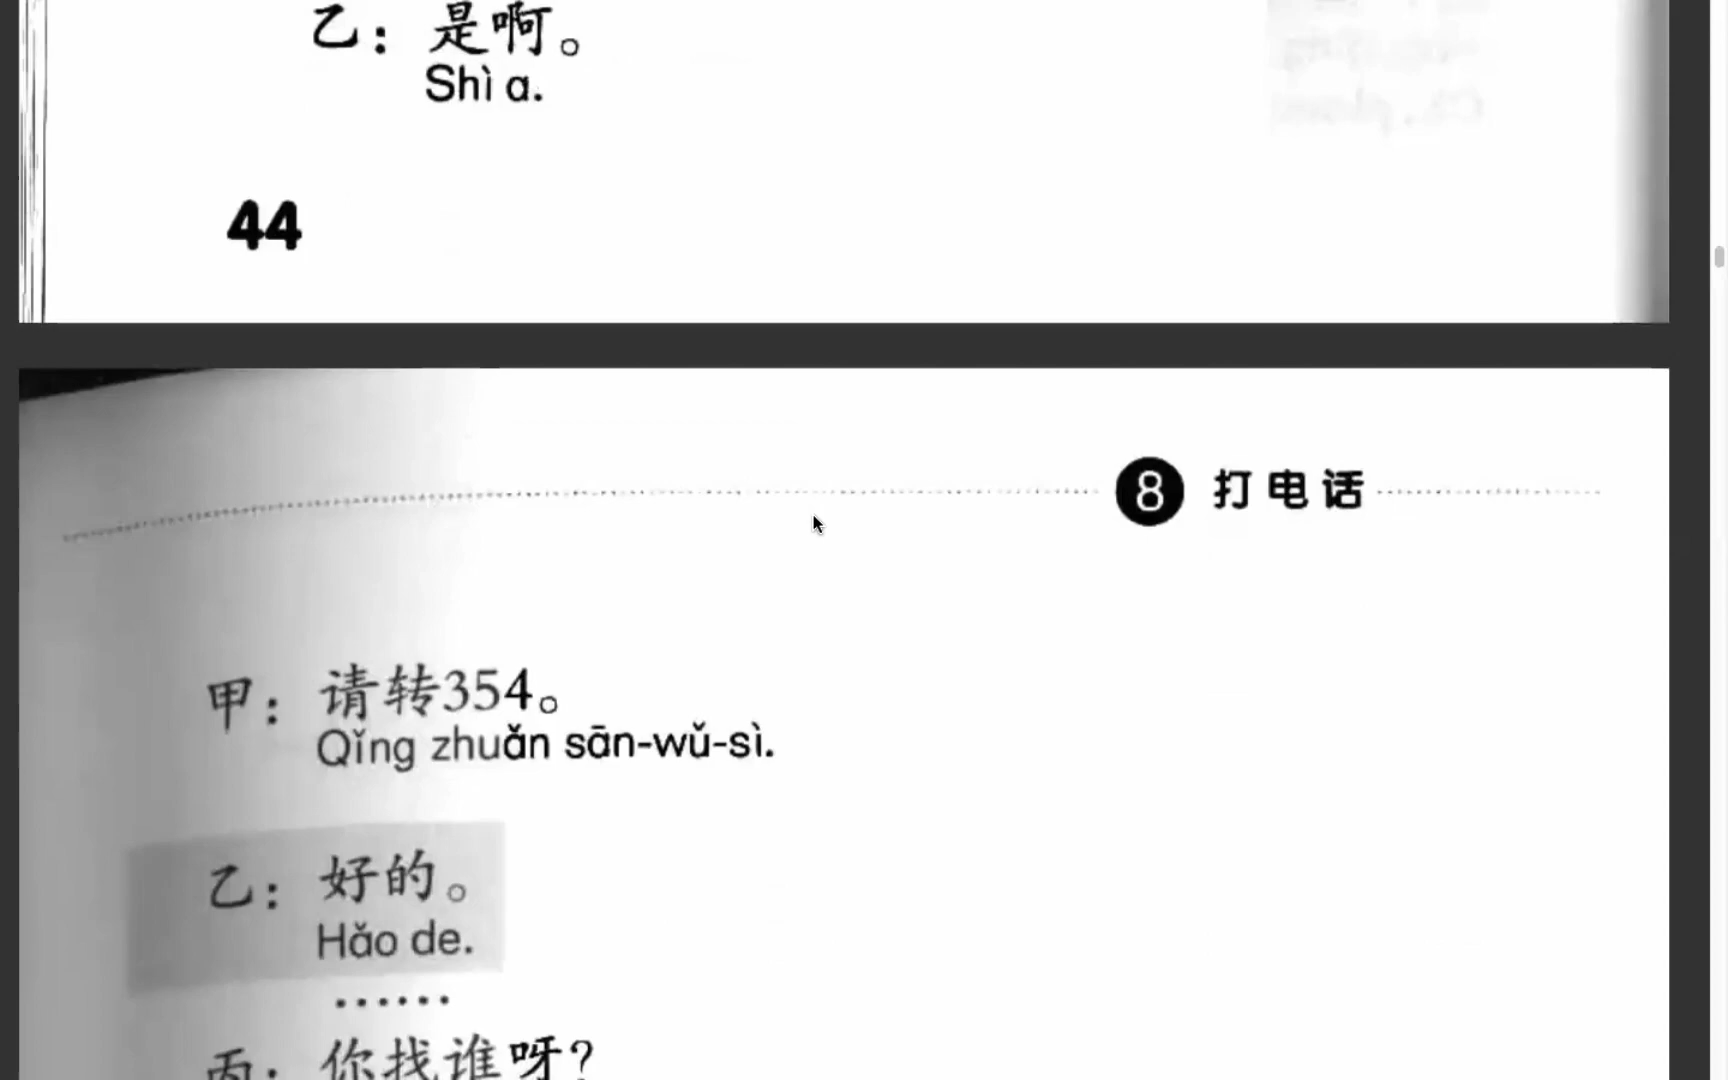 乙：是啊。
Shì a.
44
8 打电话
甲：请转354。
Qǐng zhuǎn sān-wǔ-sì.
乙：好的。
Hǎo de.
……
丙：你找谁呀？